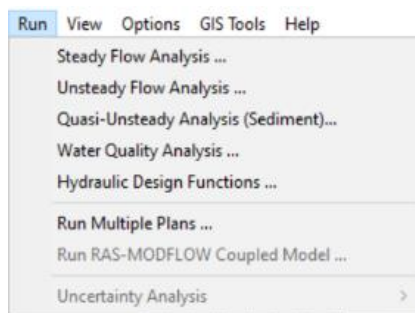 Run View Options GIS Tools Help
Steady Flow Analysis ...
Unsteady Flow Analysis ...
Quasi-Unsteady Analysis (Sediment)...
Water Quality Analysis ...
Hydraulic Design Functions ...
Run Multiple Plans ...
Run RAS-MODFLOW Coupled Model ...
Uncertainty Analysis